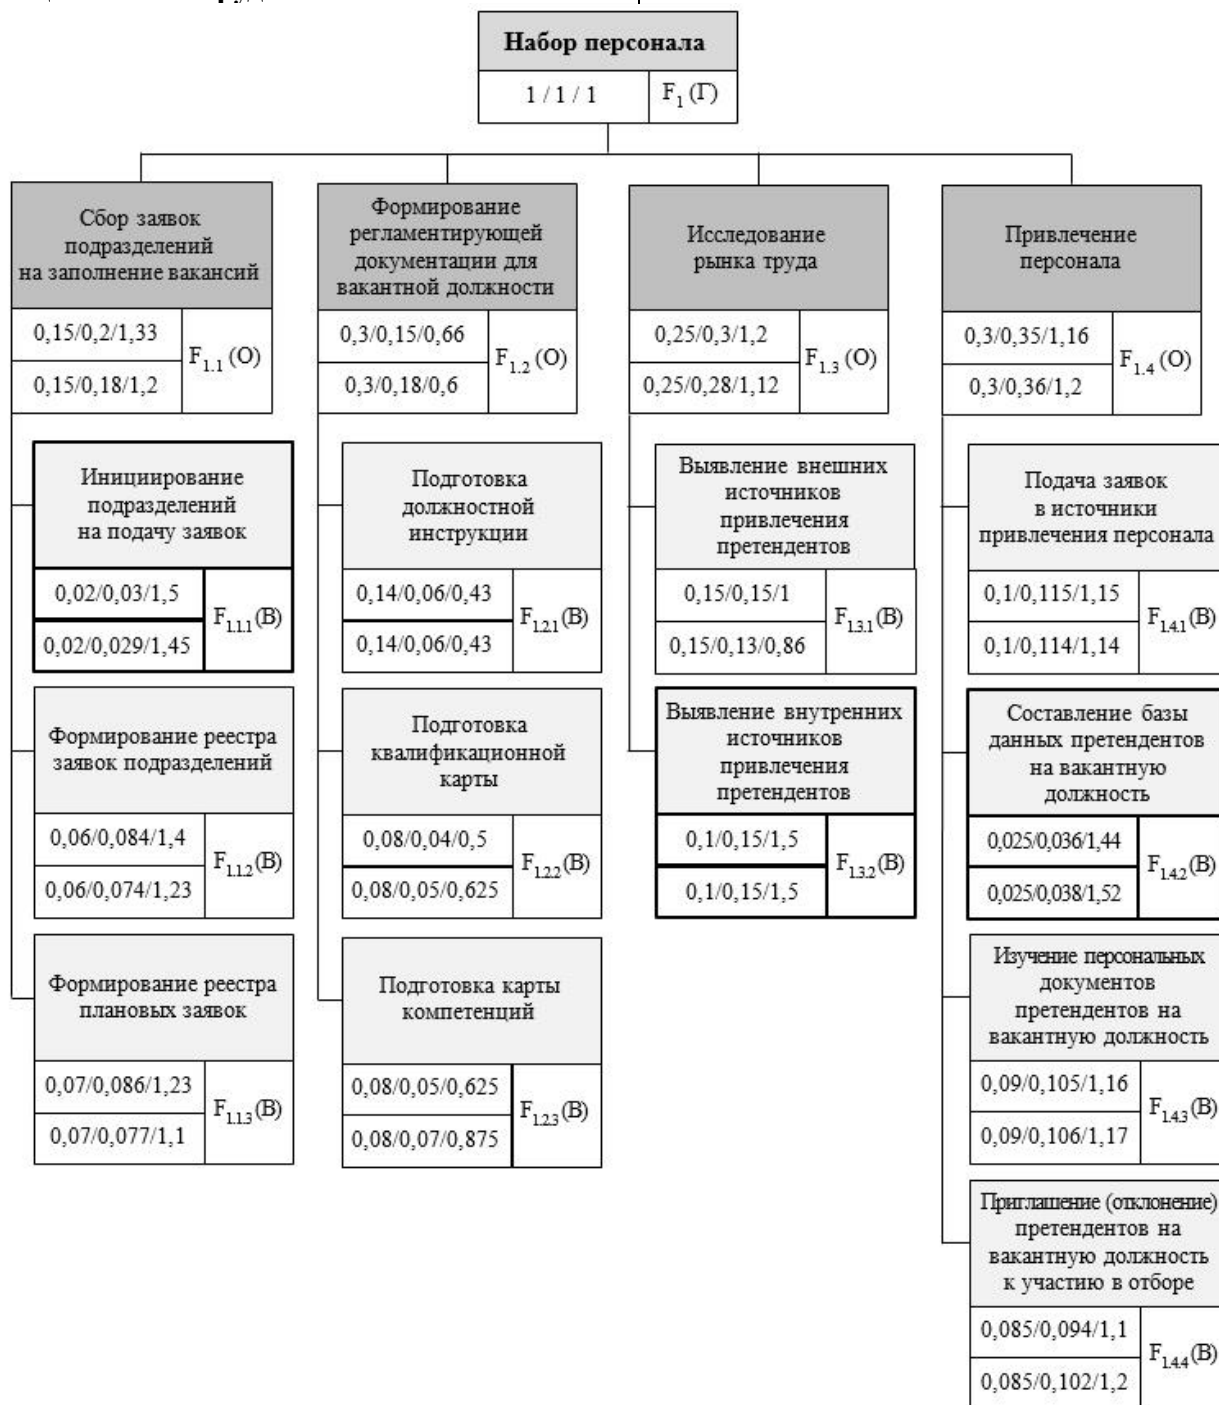 Набор персонала
1 / 1 / 1
F1 (Г)
Сбор заявок
подразделений
на заполнение вакансий
0,15/0,2/1,33
0,15/0,18/1,2
F1.1 (О)
Инициирование
подразделений
на подачу заявок
0,02/0,03/1,5
0,02/0,029/1,45
F1.1.1(В)
Формирование реестра
заявок подразделений
0,06/0,084/1,4
0,06/0,074/1,23
F1.1.2(В)
Формирование реестра
плановых заявок
0,07/0,086/1,23
0,07/0,077/1,1
F1.1.3(В)
Формирование
регламентирующей
документации для
вакантной должности
0,3/0,15/0,66
0,3/0,18/0,6
F1.2 (О)
Подготовка
должностной
инструкции
0,14/0,06/0,43
0,14/0,06/0,43
F1.2.1(В)
Подготовка
квалификационной
карты
0,08/0,04/0,5
0,08/0,05/0,625
F1.2.2(В)
Подготовка карты
компетенций
0,08/0,05/0,625
0,08/0,07/0,875
F1.2.3(В)
Исследование
рынка труда
0,25/0,3/1,2
0,25/0,28/1,12
F1.3 (О)
Выявление внешних
источников
привлечения
претендентов
0,15/0,15/1
0,15/0,13/0,86
F1.3.1(В)
Выявление внутренних
источников
привлечения
претендентов
0,1/0,15/1,5
0,1/0,15/1,5
F1.3.2(В)
Привлечение
персонала
0,3/0,35/1,16
0,3/0,36/1,2
F1.4 (О)
Подача заявок
в источники
привлечения персонала
0,1/0,115/1,15
0,1/0,114/1,14
F1.4.1(В)
Составление базы
данных претендентов
на вакантную
должность
0,025/0,036/1,44
0,025/0,038/1,52
F1.4.2(В)
Изучение персональных
документов
претендентов на
вакантную должность
0,09/0,105/1,16
0,09/0,106/1,17
F1.4.3(В)
Приглашение (отклонение)
претендентов на
вакантную должность
к участию в отборе
0,085/0,094/1,1
0,085/0,102/1,2
F1.4.4(В)